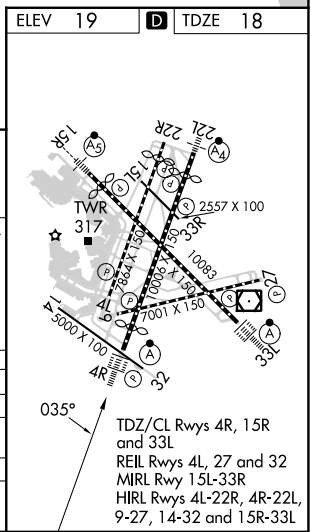 ELEV 19 D TDZE 18
15R
A5
22R
22L
A4
15L
P
P
P
P
2557 X 100
33R
TWR
317
P
7864 X 150
10006 X 150
10083
27
P
P
4L
9
P
7001 X 150
14
5000 X 100
A
A
33L
4R
P
32
035°
TDZ/CL Rwys 4R, 15R
and 33L
REIL Rwys 4L, 27 and 32
MIRL Rwy 15L-33R
HIRL Rwys 4L-22R, 4R-22L,
9-27, 14-32 and 15R-33L